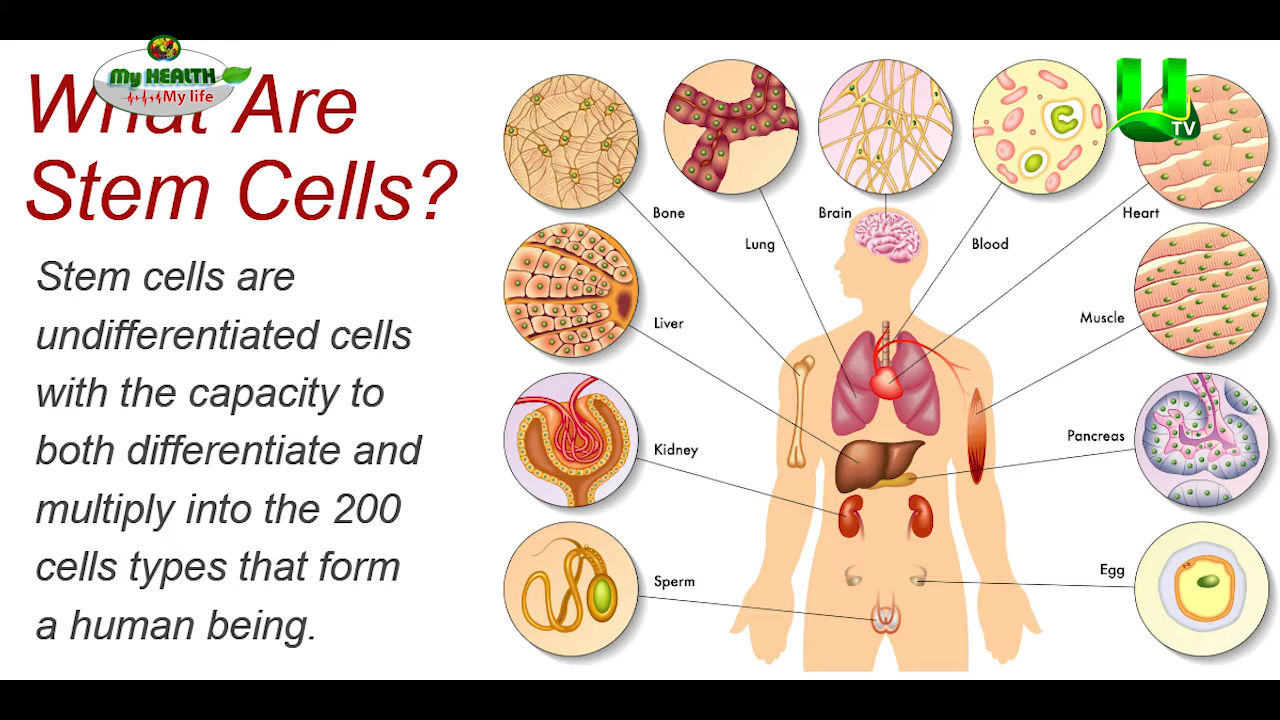 My HEALTH
My life
What Are
Stem Cells?
Stem cells are
undifferentiated cells
with the capacity to
both differentiate and
multiply into the 200
cells types that form
a human being.
U
TV
Bone
Lung
Brain
Blood
Heart
Liver
Muscle
Kidney
Pancreas
Sperm
Egg